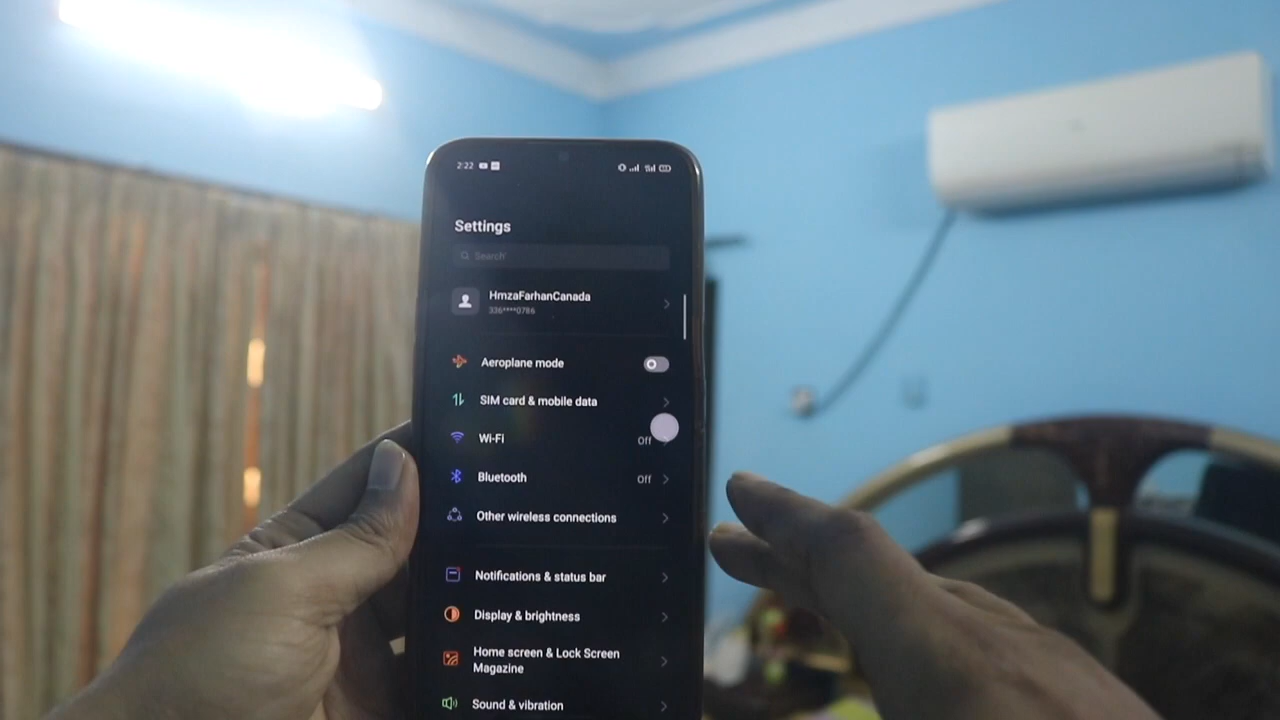 2:22
Settings
Search
HmzaFarhanCanada
336****0786
Aeroplane mode
SIM card & mobile data
Wi-Fi
Off
Bluetooth
Off
Other wireless connections
Notifications & status bar
Display & brightness
Home screen & Lock Screen
Magazine
Sound & vibration